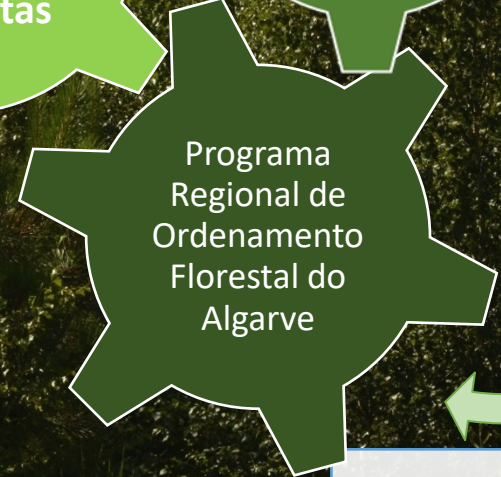 tas
Programa
Regional de
Ordenamento
Florestal do
Algarve